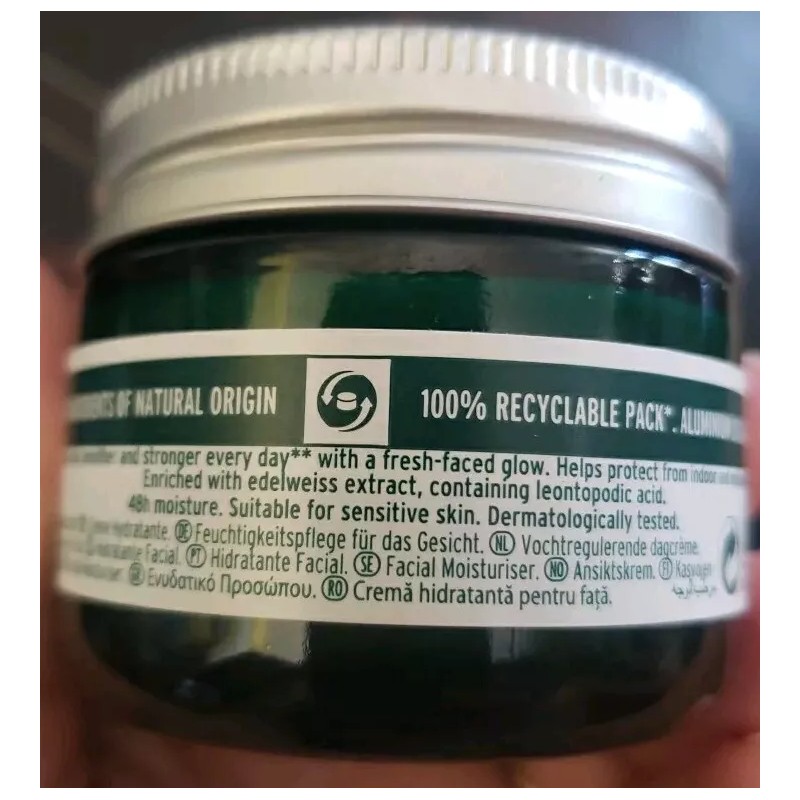 OF NATURAL ORIGIN
100% RECYCLABLE PACK*. ALUMINIUM
and stronger every day** with a fresh-faced glow. Helps protect from indoor
Enriched with edelweiss extract, containing leontopodic acid.
48h moisture. Suitable for sensitive skin. Dermatologically tested.
Hydratante. DE Feuchtigkeitspflege für das Gesicht. NL Vochtregulerende dagcrème.
Facial. PT Hidratante Facial. SE Facial Moisturiser. NO Ansiktskrem. FI Kasvojen
GR Ενυδατικό Προσώπου. RO Cremă hidratantă pentru față.